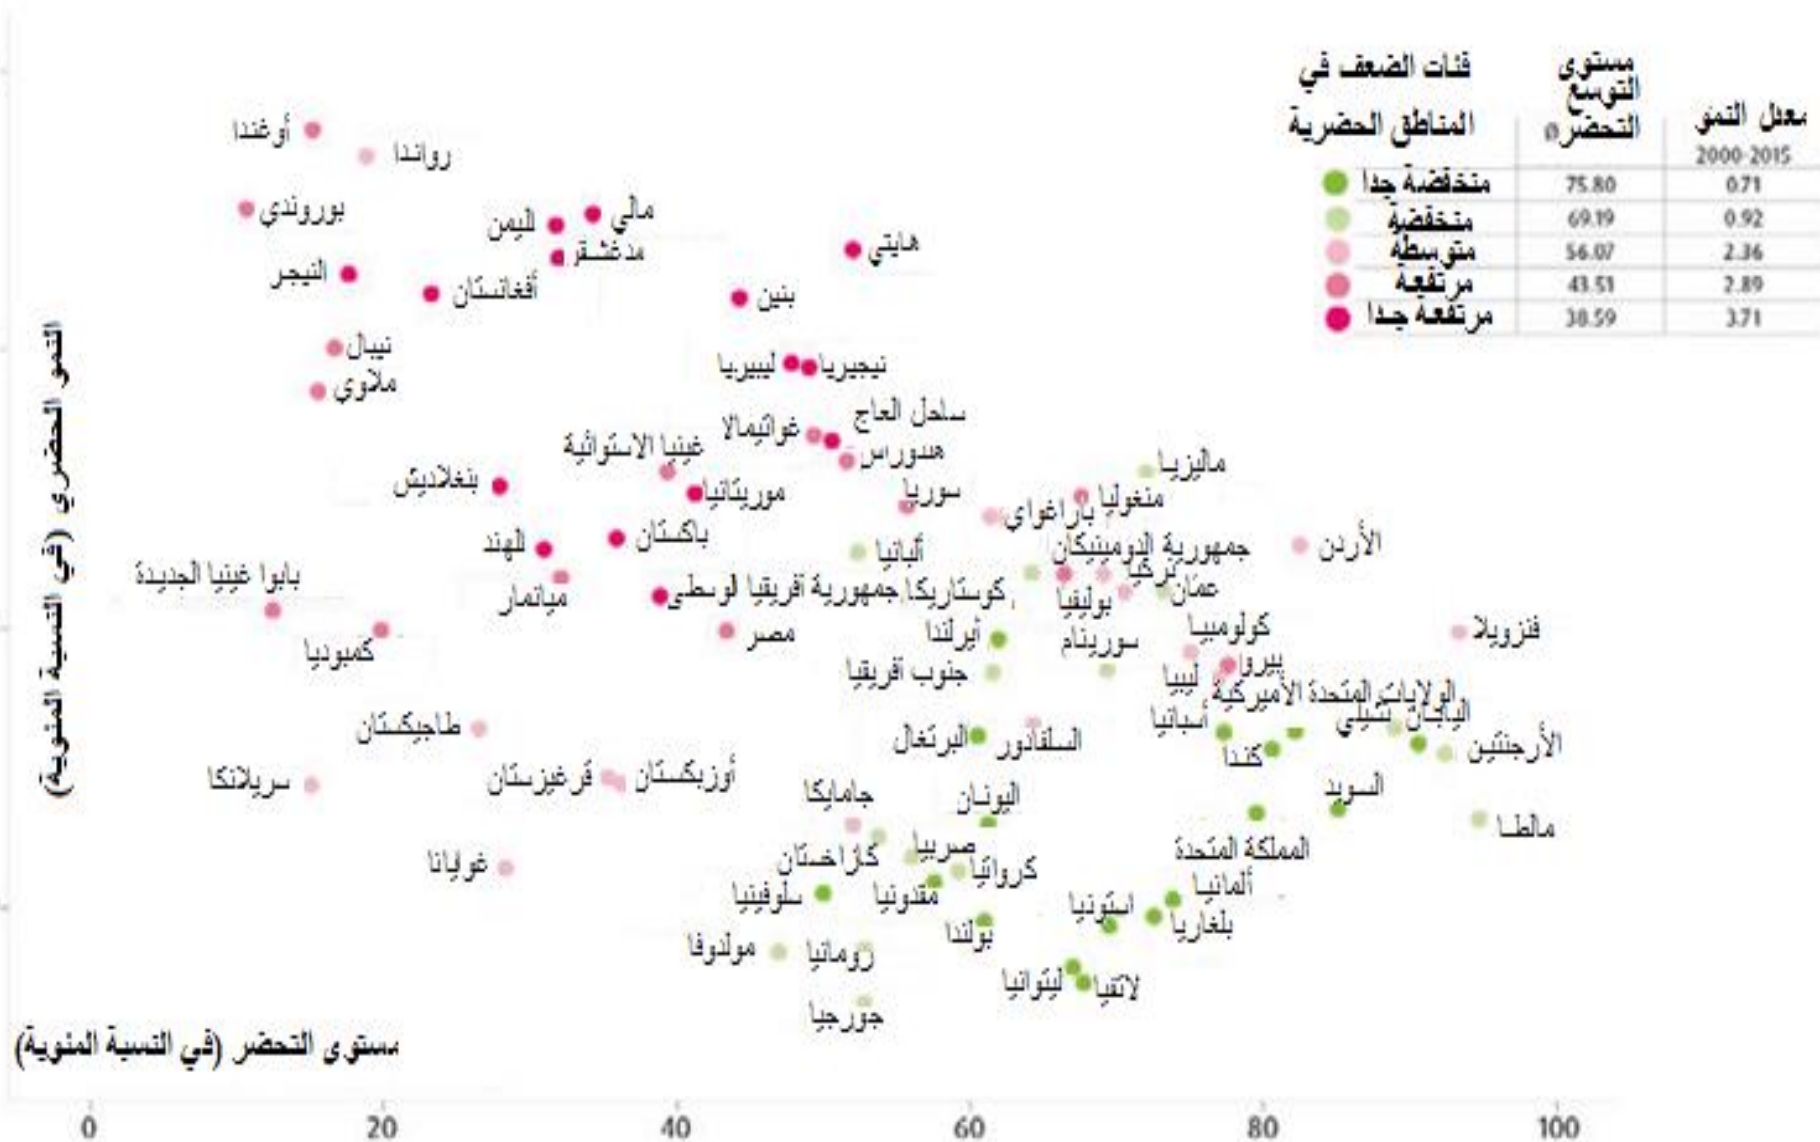 فئات الضعف في
المناطق الحضرية
مستوى
التوسع
التحضر ø
معدل النمو
2000-2015
منخفضة جدا 75.80 0.71
منخفضة 69.19 0.92
متوسطة 56.07 2.36
مرتفعة 43.51 2.89
مرتفعة جدا 38.59 3.71
أوغندا
رواندا
بوروندي
اليمن
مالي
مدغشقر
هايتي
النيجر
أفغانستان
بنين
نيبال
ملاوي
ليبيريا
نيجيريا
ساحل العاج
غواتيمالا
هندوراس
غينيا الاستوائية
بنغلاديش
موريتانيا
سوريا
ماليزيا
منغوليا
باراغواي
الهند
باكستان
ألبانيا
جمهورية الدومينيكان
الأردن
تركيا
بابوا غينيا الجديدة
ميانمار
جمهورية افريقيا الوسطى
كوستاريكا
بوليفيا
عمان
كمبوديا
مصر
أيرلندا
سورينام
كولومبيا
فنزويلا
جنوب افريقيا
ليبيا
بيرو
الولايات المتحدة الأميركية
طاجيكستان
البرتغال
السلفادور
أسبانيا
كندا
تشيلي
اليابان
الأرجنتين
سريلانكا
قرغيزستان
أوزبكستان
جامايكا
اليونان
السويد
مالطا
المملكة المتحدة
غوايانا
كازاخستان
صربيا
كرواتيا
سلوفينيا
مقدونيا
ألمانيا
استونيا
بلغاريا
بولندا
مولدوفا
رومانيا
ليتوانيا
لاتفيا
جورجيا
النمو الحضري (في النسبة المئوية)
مستوى التحضر (في النسبة المئوية)
0 20 40 60 80 100